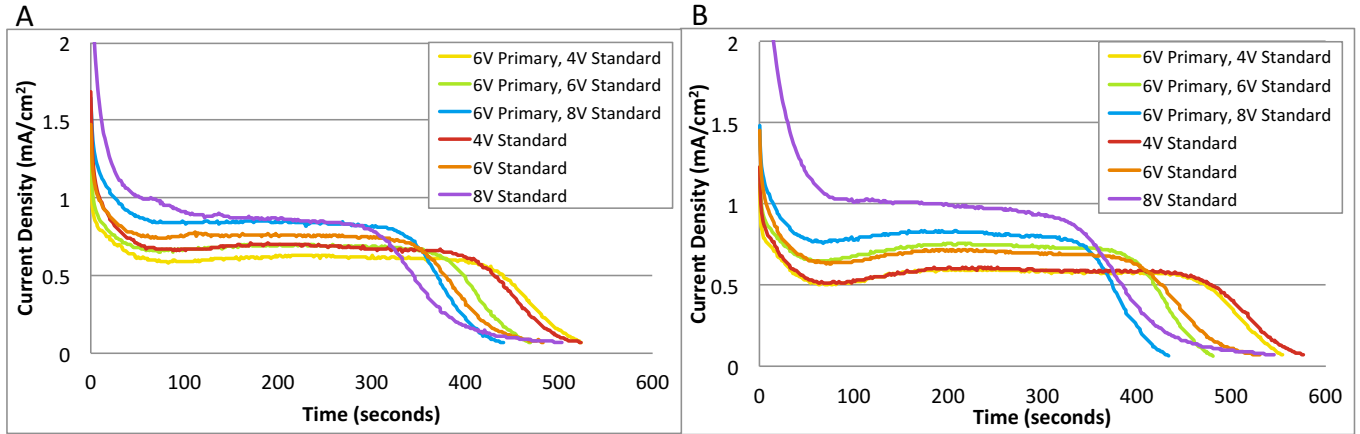 A
Current Density (mA/cm²)
2
1.5
1
0.5
0
6V Primary, 4V Standard
6V Primary, 6V Standard
6V Primary, 8V Standard
4V Standard
6V Standard
8V Standard
0 100 200 300 400 500 600
Time (seconds)
B
Current Density (mA/cm²)
2
1.5
1
0.5
0
6V Primary, 4V Standard
6V Primary, 6V Standard
6V Primary, 8V Standard
4V Standard
6V Standard
8V Standard
0 100 200 300 400 500 600
Time (seconds)